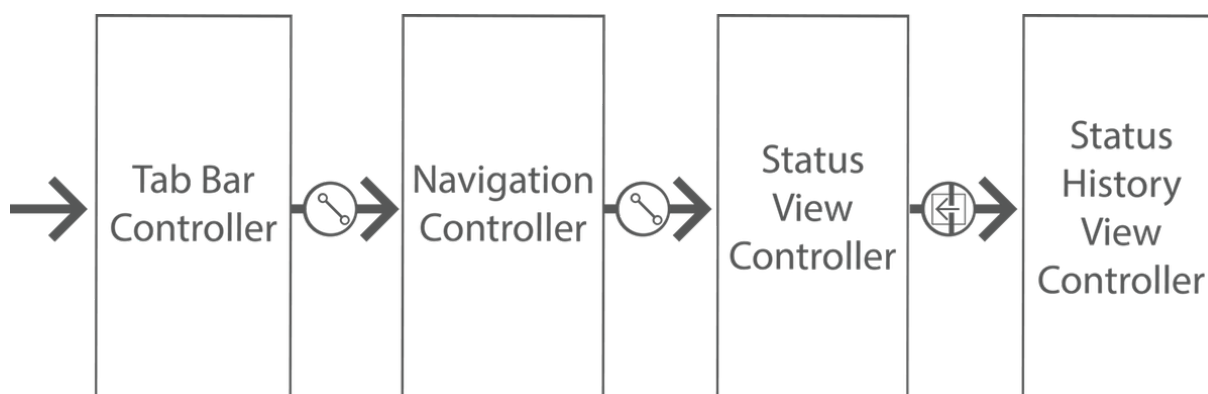 Tab Bar
Controller
Navigation
Controller
Status
View
Controller
Status
History
View
Controller